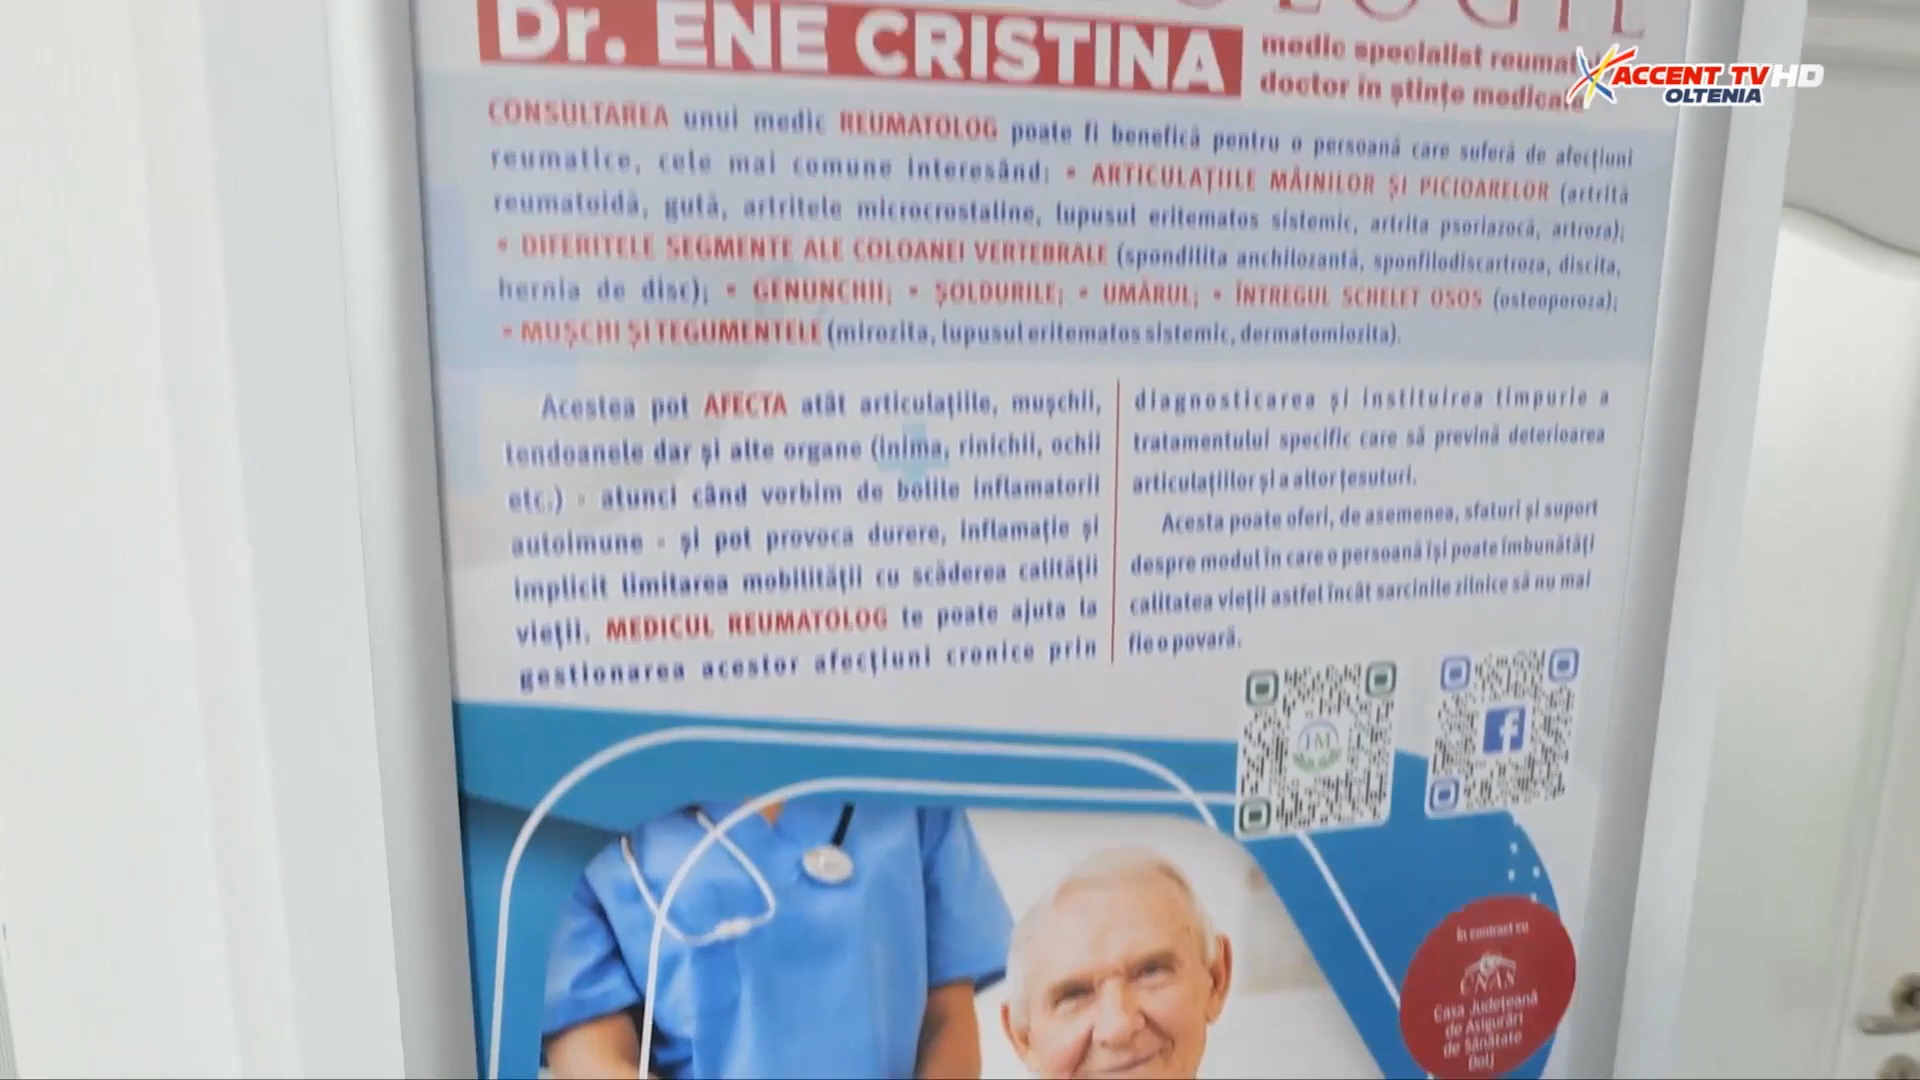 Dr. ENE CRISTINA
medic specialist reumat
doctor în științe medicale
ACCENT TV HD
OLTENIA
CONSULTAREA unui medic REUMATOLOG poate fi benefică pentru o persoană care suferă de afecțiuni
reumatice, cele mai comune interesând: • ARTICULAȚIILE MÂINILOR ȘI PICIOARELOR (artrită
reumatoidă, gută, artritele microcrostaline, lupusul eritematos sistemic, artrita psoriazocă, artroza);
• DIFERITELE SEGMENTE ALE COLOANEI VERTEBRALE (spondilita anchilozantă, sponfilodiscartroza, discita,
hernia de disc); • GENUNCHII; • ȘOLDURILE; • UMĂRUL; • ÎNTREGUL SCHELET OSOS (osteoporoza);
• MUȘCHI ȘI TEGUMENTELE (mirozita, lupusul eritematos sistemic, dermatomiozita).
Acestea pot AFECTA atât articulațiile, mușchii,
tendoanele dar și alte organe (inima, rinichii, ochii
etc.) - atunci când vorbim de bolile inflamatorii
autoimune - și pot provoca durere, inflamație și
implicit limitarea mobilității cu scăderea calității
vieții. MEDICUL REUMATOLOG te poate ajuta la
gestionarea acestor afecțiuni cronice prin
diagnosticarea și instituirea timpurie a
tratamentului specific care să prevină deteriorarea
articulațiilor și a altor țesuturi.
Acesta poate oferi, de asemenea, sfaturi și suport
despre modul în care o persoană își poate îmbunătăți
calitatea vieții astfel încât sarcinile zilnice să nu mai
fie o povară.
JM
f
În contract cu
CNAS
Casa Județeană
de Asigurări
de Sănătate
Dolj